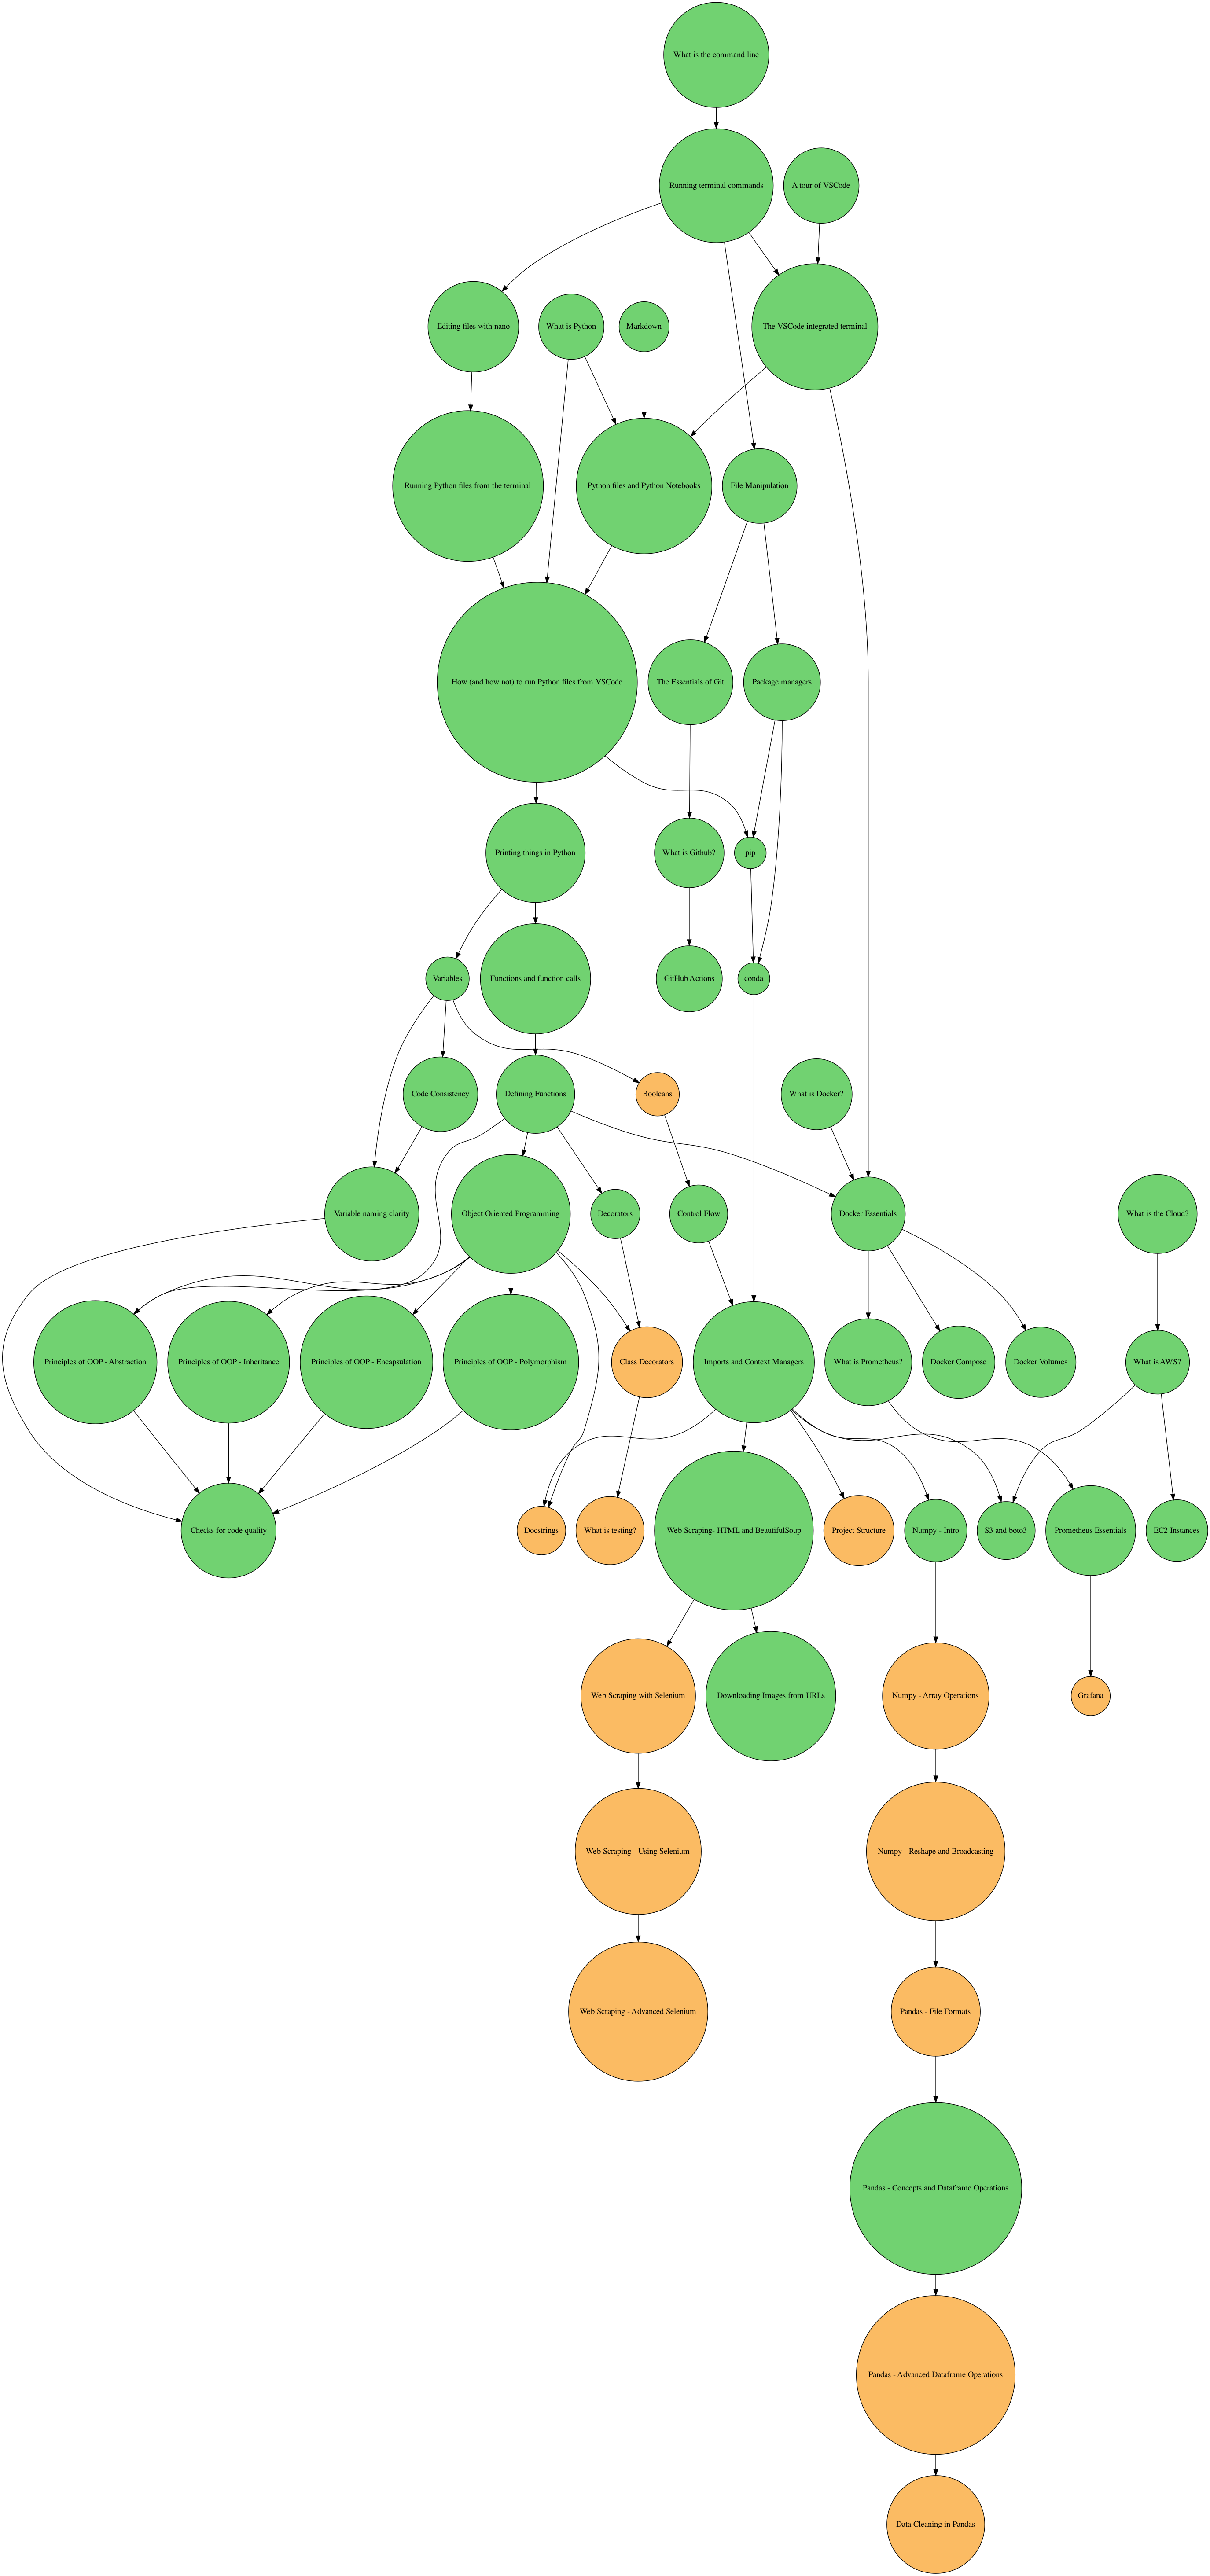 What is the command line
Running terminal commands
A tour of VSCode
Editing files with nano
What is Python
Markdown
The VSCode integrated terminal
Running Python files from the terminal
Python files and Python Notebooks
File Manipulation
How (and how not) to run Python files from VSCode
The Essentials of Git
Package managers
Printing things in Python
What is Github?
pip
Variables
Functions and function calls
GitHub Actions
conda
Code Consistency
Defining Functions
Booleans
What is Docker?
Variable naming clarity
Object Oriented Programming
Decorators
Control Flow
Docker Essentials
What is the Cloud?
Principles of OOP - Abstraction
Principles of OOP - Inheritance
Principles of OOP - Encapsulation
Principles of OOP - Polymorphism
Class Decorators
Imports and Context Managers
What is Prometheus?
Docker Compose
Docker Volumes
What is AWS?
Checks for code quality
Docstrings
What is testing?
Web Scraping- HTML and BeautifulSoup
Project Structure
Numpy - Intro
S3 and boto3
Prometheus Essentials
EC2 Instances
Web Scraping with Selenium
Downloading Images from URLs
Numpy - Array Operations
Grafana
Web Scraping - Using Selenium
Numpy - Reshape and Broadcasting
Web Scraping - Advanced Selenium
Pandas - File Formats
Pandas - Concepts and Dataframe Operations
Pandas - Advanced Dataframe Operations
Data Cleaning in Pandas